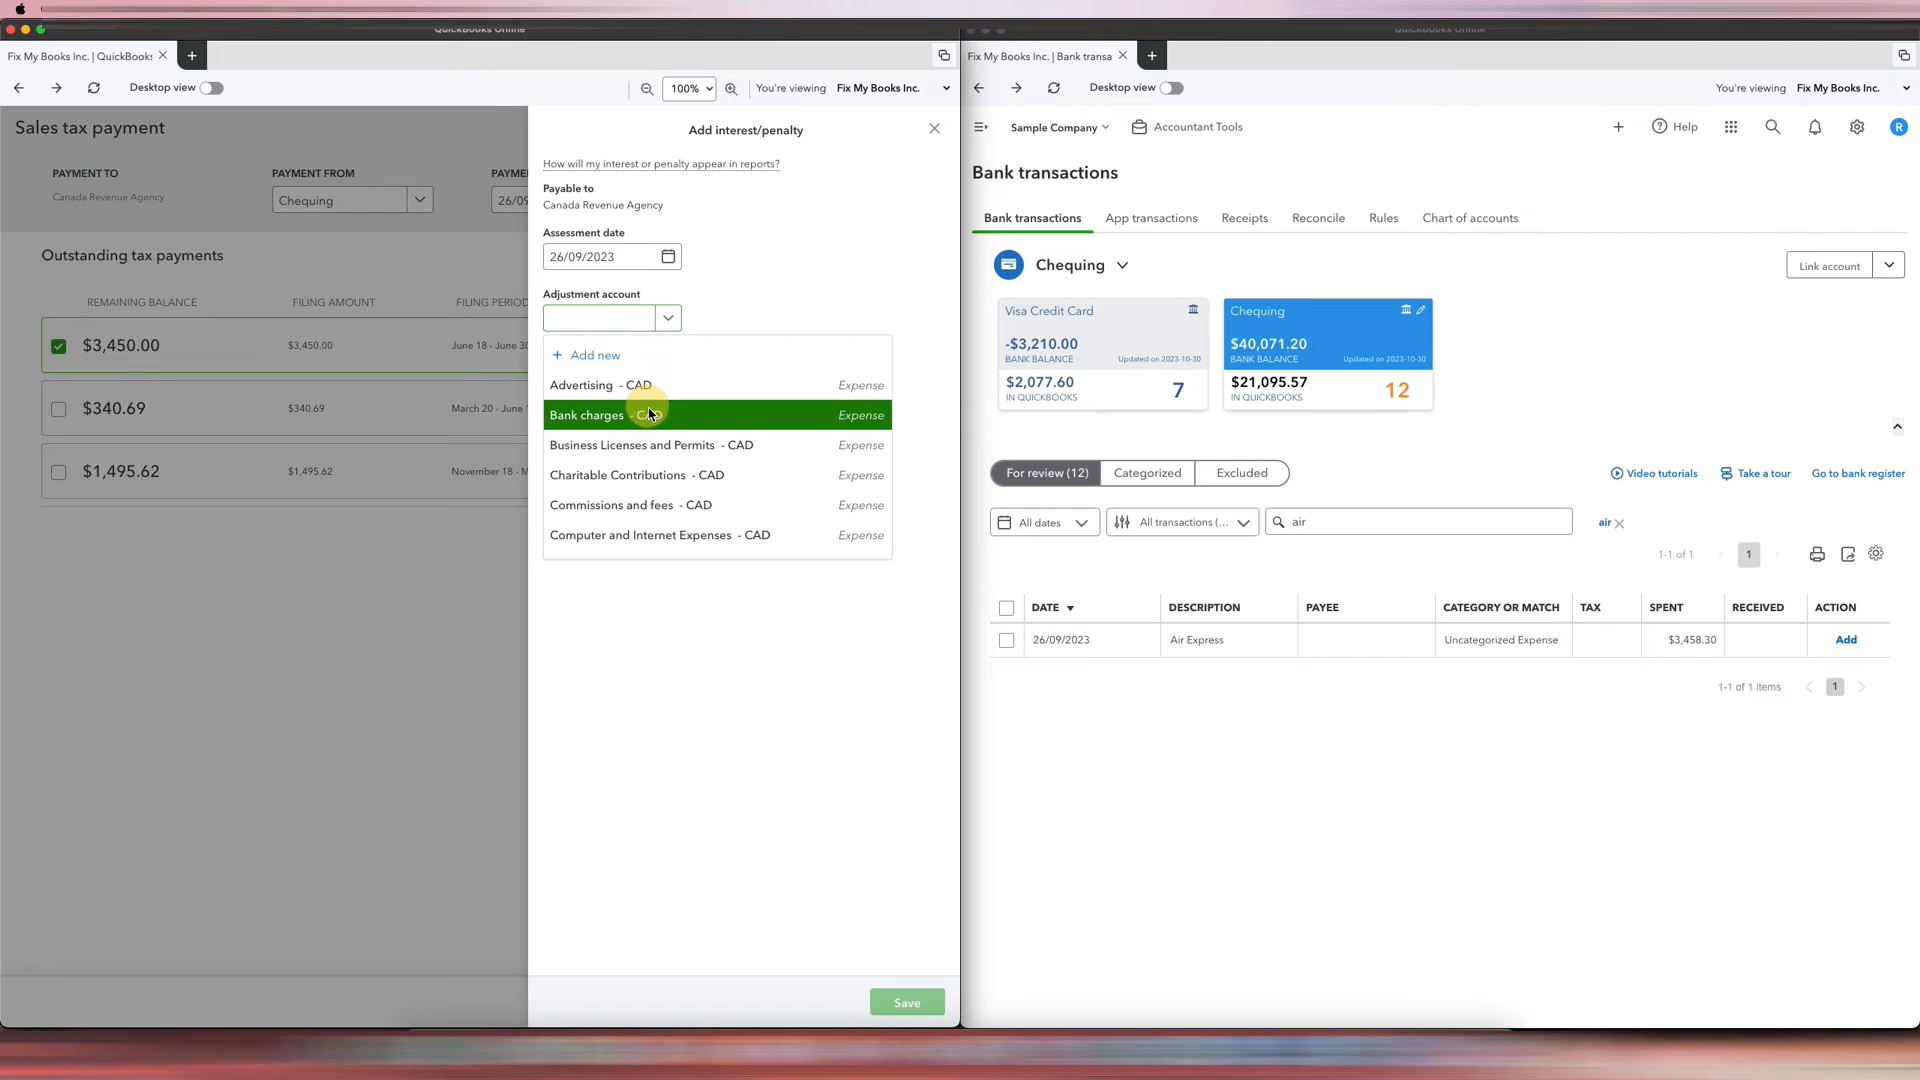 QuickBooks Online
Fix My Books Inc. | QuickBooks
Desktop view
100%
You're viewing Fix My Books Inc.
Sales tax payment
PAYMENT TO
Canada Revenue Agency
PAYMENT FROM
Chequing
PAYME
26/09
Outstanding tax payments
REMAINING BALANCE FILING AMOUNT FILING PERIOD
$3,450.00 $3,450.00 June 18 - June 30
$340.69 $340.69 March 20 - June
$1,495.62 $1,495.62 November 18 - M
Add interest/penalty
How will my interest or penalty appear in reports?
Payable to
Canada Revenue Agency
Assessment date
26/09/2023
Adjustment account
+ Add new
Advertising - CAD Expense
Bank charges - CAD Expense
Business Licenses and Permits - CAD Expense
Charitable Contributions - CAD Expense
Commissions and fees - CAD Expense
Computer and Internet Expenses - CAD Expense
Save
QuickBooks Online
Fix My Books Inc. | Bank transa
Desktop view
You're viewing Fix My Books Inc.
Sample Company
Accountant Tools
Help
R
Bank transactions
Bank transactions App transactions Receipts Reconcile Rules Chart of accounts
Chequing
Link account
Visa Credit Card
-$3,210.00
BANK BALANCE Updated on 2023-10-30
$2,077.60 7
IN QUICKBOOKS
Chequing
$40,071.20
BANK BALANCE Updated on 2023-10-30
$21,095.57 12
IN QUICKBOOKS
For review (12) Categorized Excluded
Video tutorials Take a tour Go to bank register
All dates All transactions (... air air
1-1 of 1 1
DATE DESCRIPTION PAYEE CATEGORY OR MATCH TAX SPENT RECEIVED ACTION
26/09/2023 Air Express Uncategorized Expense $3,458.30 Add
1-1 of 1 items 1